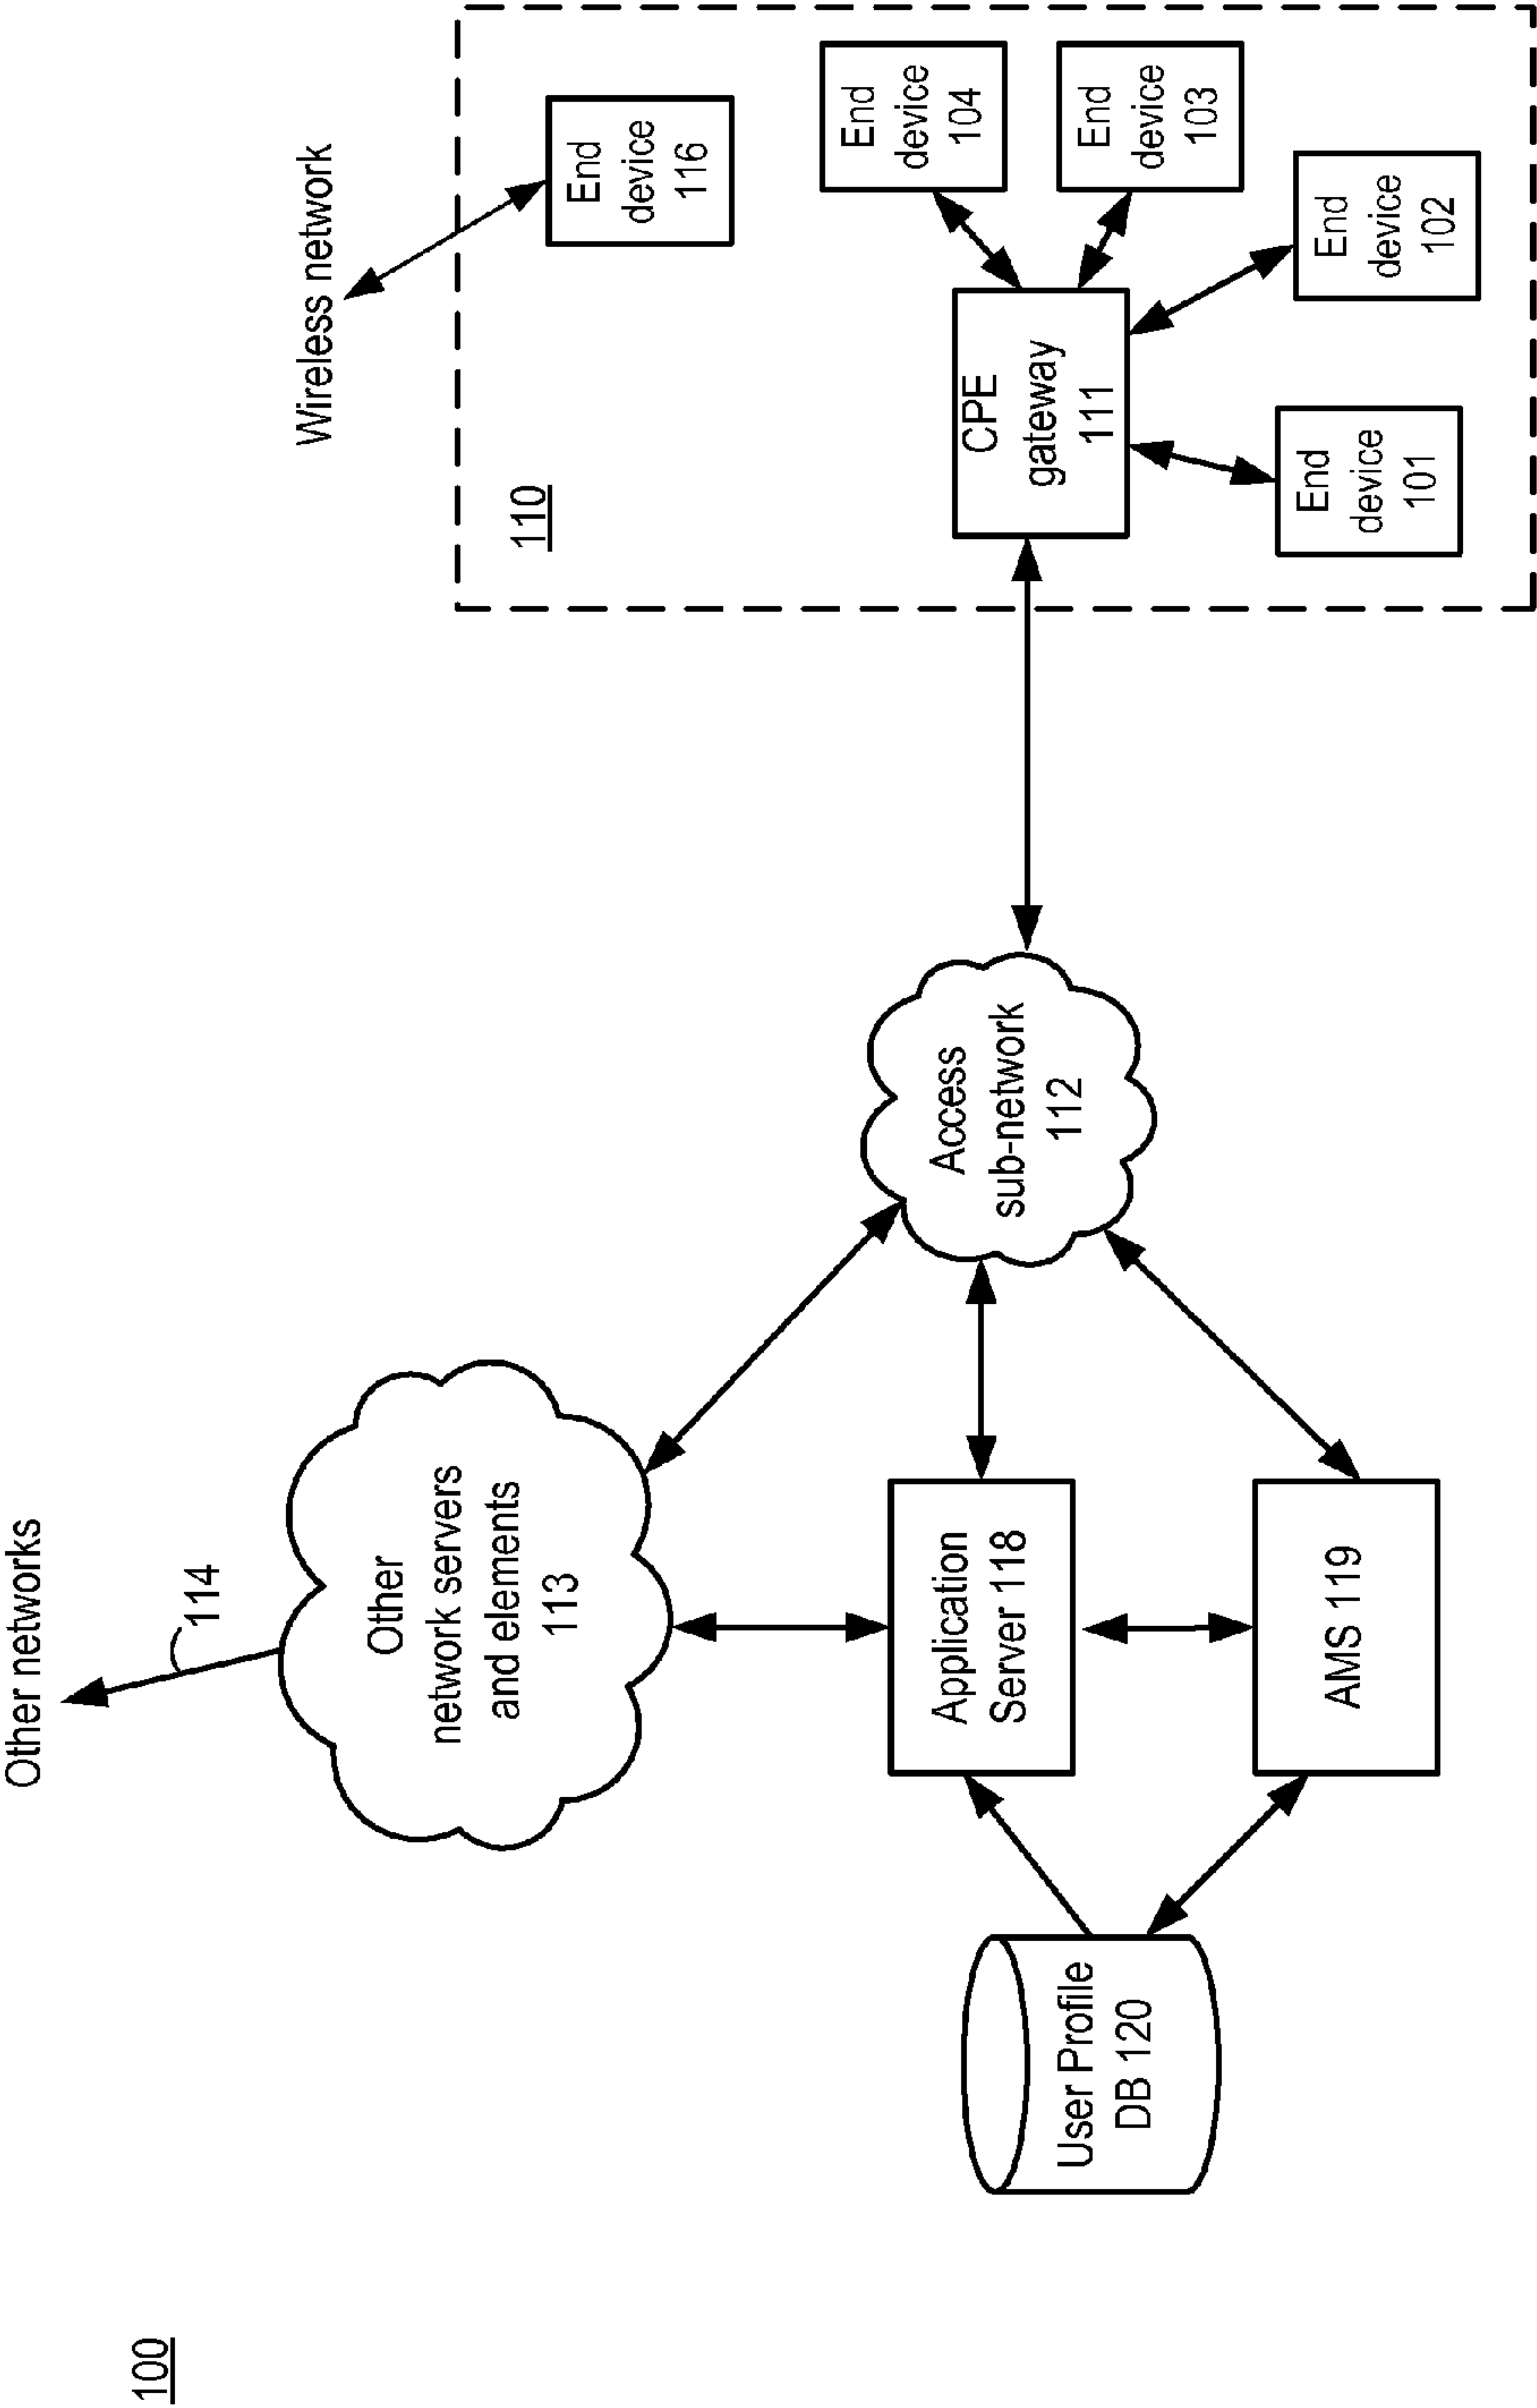 100
Other networks
114
Other
network servers
and elements
113
Wireless network
110
End
device
116
End
device
104
End
device
103
CPE
gateway
111
End
device
102
End
device
101
Access
sub-network
112
Application
Server 118
AMS 119
User Profile
DB 120